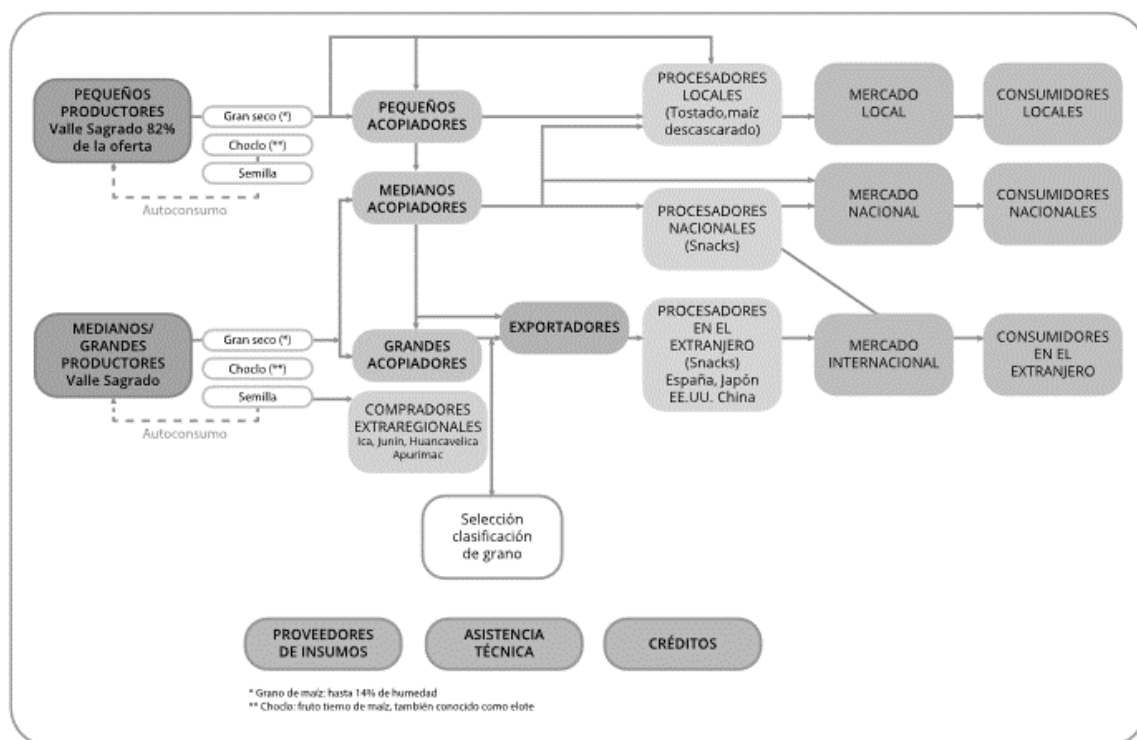 PEQUEÑOS
PRODUCTORES
Valle Sagrado 82%
de la oferta
Gran seco (*)
Choclo (**)
Semilla
Autoconsumo
PEQUEÑOS
ACOPIADORES
MEDIANOS
ACOPIADORES
PROCESADORES
LOCALES
(Tostado,maíz
descascarado)
MERCADO
LOCAL
CONSUMIDORES
LOCALES
PROCESADORES
NACIONALES
(Snacks)
MERCADO
NACIONAL
CONSUMIDORES
NACIONALES
MEDIANOS/
GRANDES
PRODUCTORES
Valle Sagrado
Gran seco (*)
Choclo (**)
Semilla
Autoconsumo
GRANDES
ACOPIADORES
COMPRADORES
EXTRAREGIONALES
Ica, Junín, Huancavelica
Apurimac
EXPORTADORES
PROCESADORES
EN EL
EXTRANJERO
(Snacks)
España, Japón
EE.UU. China
MERCADO
INTERNACIONAL
CONSUMIDORES
EN EL
EXTRANJERO
Selección
clasificación
de grano
PROVEEDORES
DE INSUMOS
ASISTENCIA
TÉCNICA
CRÉDITOS
* Grano de maíz: hasta 14% de humedad
** Choclo: fruto tierno de maíz, también conocido como elote